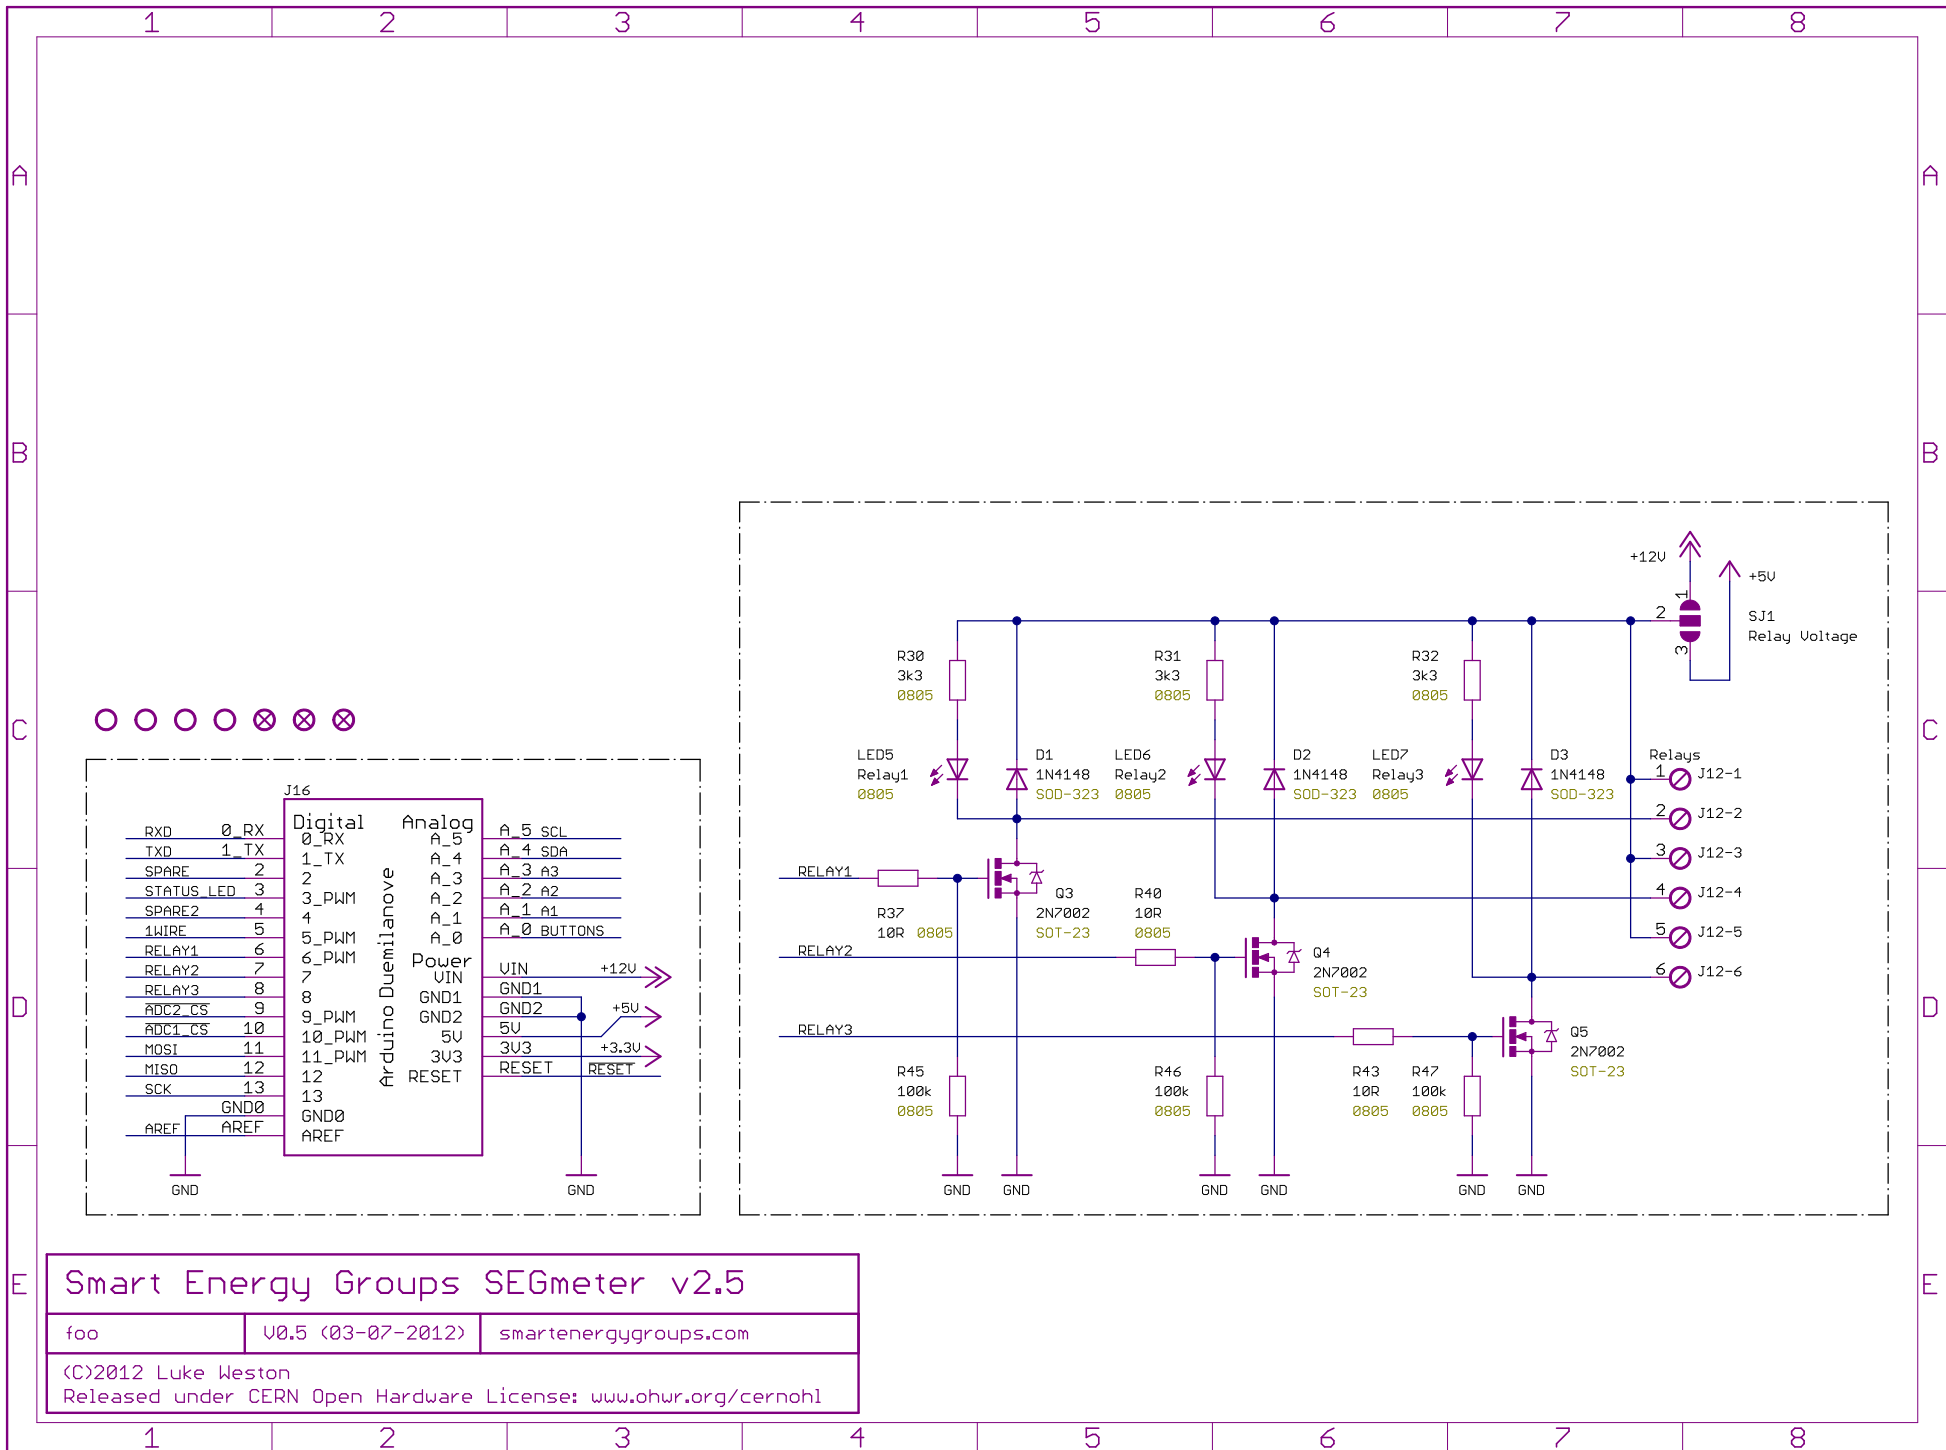 1 2 3 4 5 6 7 8
A A
B B
C C
D D
E E
+12V
+5V
1
2
3
SJ1
Relay Voltage
R30
3k3
0805
R31
3k3
0805
R32
3k3
0805
LED5
Relay1
0805
D1
1N4148
SOD-323
LED6
Relay2
0805
D2
1N4148
SOD-323
LED7
Relay3
0805
D3
1N4148
SOD-323
Relays
1 J12-1
2 J12-2
3 J12-3
4 J12-4
5 J12-5
6 J12-6
RELAY1
R37
10R 0805
Q3
2N7002
SOT-23
R40
10R
0805
RELAY2
Q4
2N7002
SOT-23
RELAY3
Q5
2N7002
SOT-23
R45
100k
0805
R46
100k
0805
R43
10R
0805
R47
100k
0805
GND GND GND GND GND GND
J16
Digital Analog
Arduino Duemilanove
RXD 0_RX 0_RX A_5 A_5 SCL
TXD 1_TX 1_TX A_4 A_4 SDA
SPARE 2 2 A_3 A_3 A3
STATUS_LED 3 3_PWM A_2 A_2 A2
SPARE2 4 4 A_1 A_1 A1
1WIRE 5 5_PWM A_0 A_0 BUTTONS
Power
RELAY1 6 6_PWM
RELAY2 7 7 VIN VIN +12V
RELAY3 8 8 GND1 GND1
ADC2_CS 9 9_PWM GND2 GND2 +5V
ADC1_CS 10 10_PWM 5V 5V
MOSI 11 11_PWM 3V3 3V3 +3.3V
MISO 12 12 RESET RESET RESET
SCK 13 13
GND0 GND0
AREF AREF AREF
GND GND
Smart Energy Groups SEGmeter v2.5
foo V0.5 (03-07-2012) smartenergygroups.com
(C)2012 Luke Weston
Released under CERN Open Hardware License: www.ohwr.org/cernohl
1 2 3 4 5 6 7 8